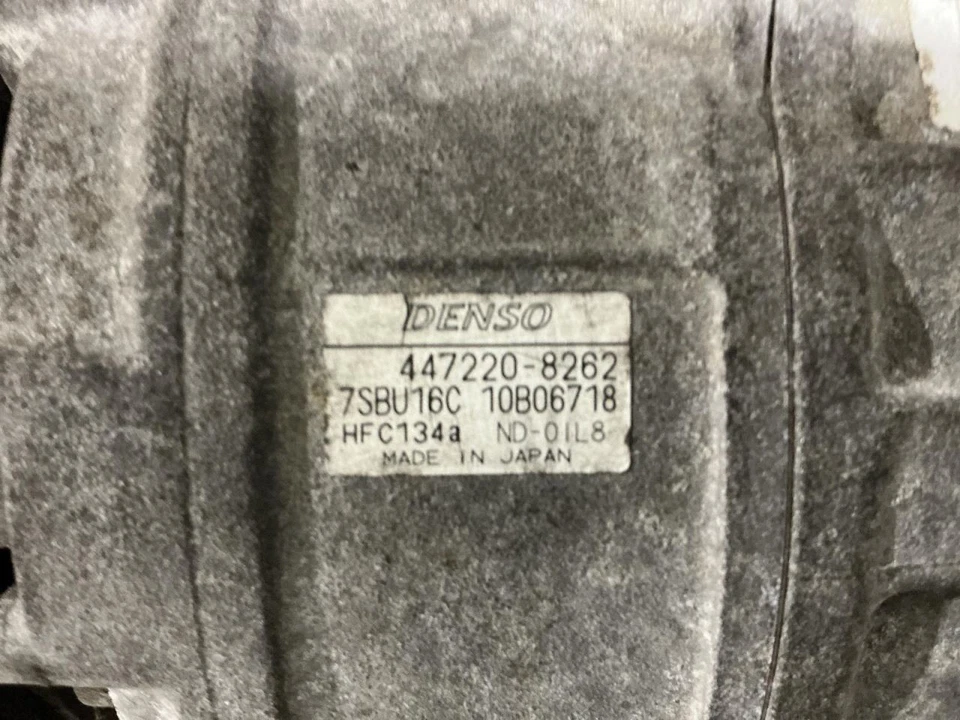 DENSO
447220-8262
7SBU16C 10B06718
HFC134a ND-OIL8
MADE IN JAPAN